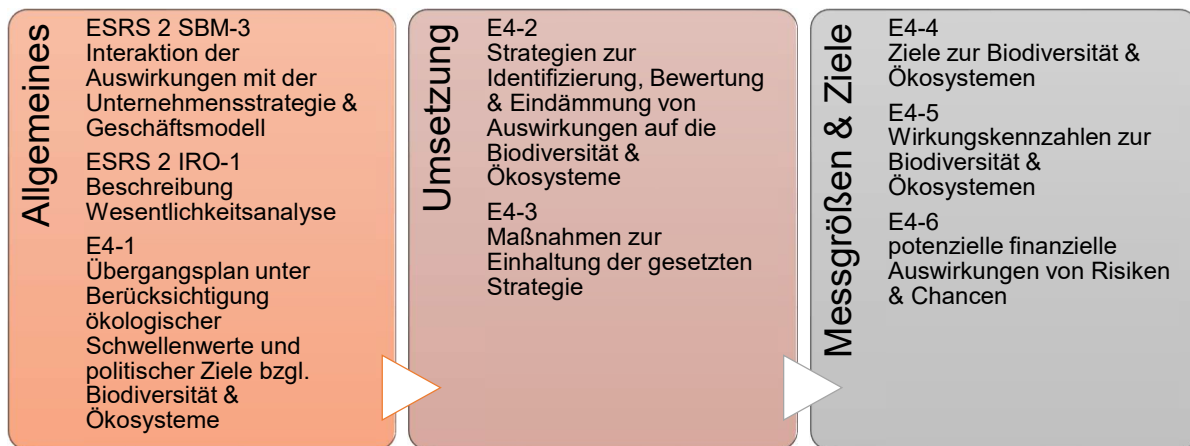 Allgemeines
ESRS 2 SBM-3
Interaktion der
Auswirkungen mit der
Unternehmensstrategie &
Geschäftsmodell
ESRS 2 IRO-1
Beschreibung
Wesentlichkeitsanalyse
E4-1
Übergangsplan unter
Berücksichtigung
ökologischer
Schwellenwerte und
politischer Ziele bzgl.
Biodiversität &
Ökosysteme
Umsetzung
E4-2
Strategien zur
Identifizierung, Bewertung
& Eindämmung von
Auswirkungen auf die
Biodiversität &
Ökosysteme
E4-3
Maßnahmen zur
Einhaltung der gesetzten
Strategie
Messgrößen & Ziele
E4-4
Ziele zur Biodiversität &
Ökosystemen
E4-5
Wirkungskennzahlen zur
Biodiversität &
Ökosystemen
E4-6
potenzielle finanzielle
Auswirkungen von Risiken
& Chancen